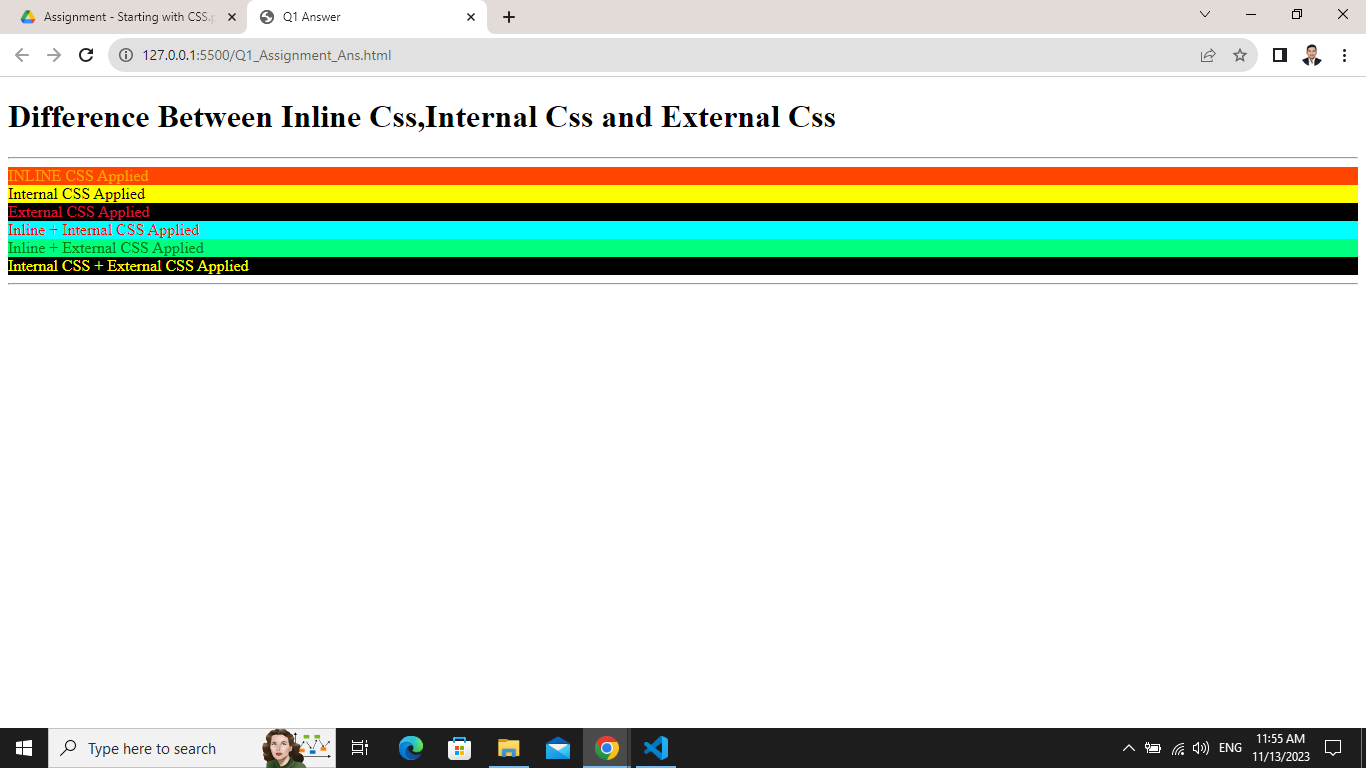 Assignment - Starting with CSS.p
Q1 Answer
127.0.0.1:5500/Q1_Assignment_Ans.html
Difference Between Inline Css,Internal Css and External Css
INLINE CSS Applied
Internal CSS Applied
External CSS Applied
Inline + Internal CSS Applied
Inline + External CSS Applied
Internal CSS + External CSS Applied
Type here to search
ENG
11:55 AM
11/13/2023